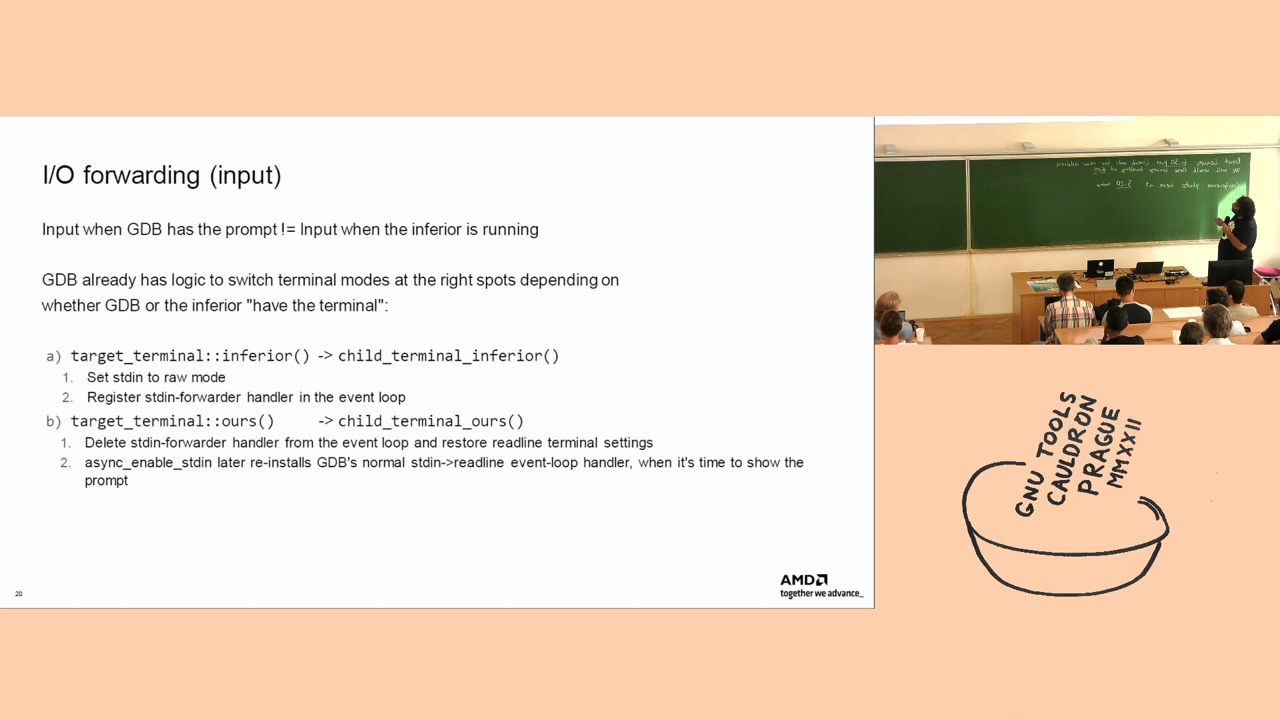 I/O forwarding (input)
Input when GDB has the prompt != Input when the inferior is running
GDB already has logic to switch terminal modes at the right spots depending on
whether GDB or the inferior "have the terminal":
a) target_terminal::inferior() -> child_terminal_inferior()
1. Set stdin to raw mode
2. Register stdin-forwarder handler in the event loop
b) target_terminal::ours() -> child_terminal_ours()
1. Delete stdin-forwarder handler from the event loop and restore readline terminal settings
2. async_enable_stdin later re-installs GDB's normal stdin->readline event-loop handler, when it's time to show the
prompt
AMD
together we advance_
20
GNU TOOLS
CAULDRON
PRAGUE
MMXXII